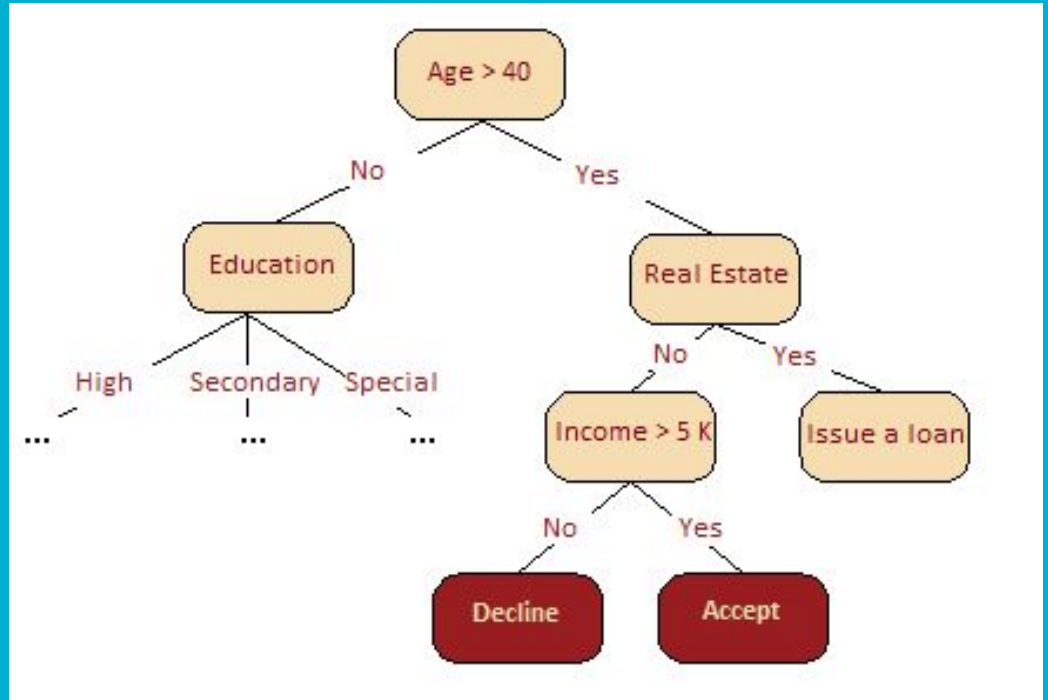 Age > 40
No
Yes
Education
Real Estate
No
Yes
High
Secondary
Special
...
...
...
Income > 5 K
Issue a loan
No
Yes
Decline
Accept